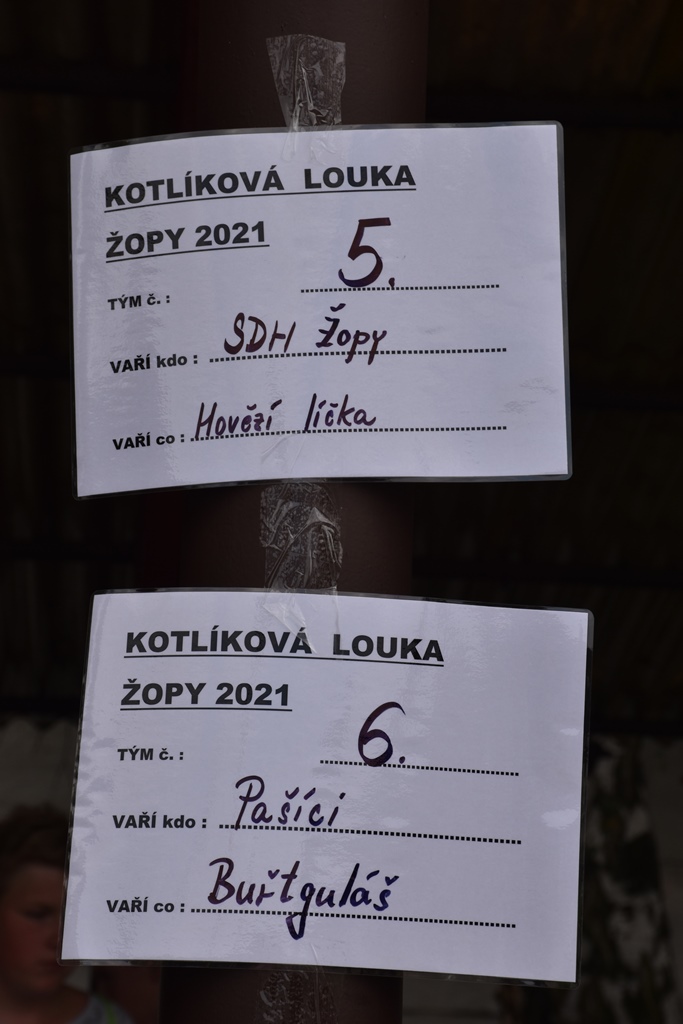 KOTLÍKOVÁ LOUKA
ŽOPY 2021
TÝM č. : 5.
VAŘÍ kdo : SDH Žopy
VAŘÍ co : Hovězí líčka
KOTLÍKOVÁ LOUKA
ŽOPY 2021
TÝM č. : 6.
VAŘÍ kdo : Pašíci
VAŘÍ co : Buřtguláš